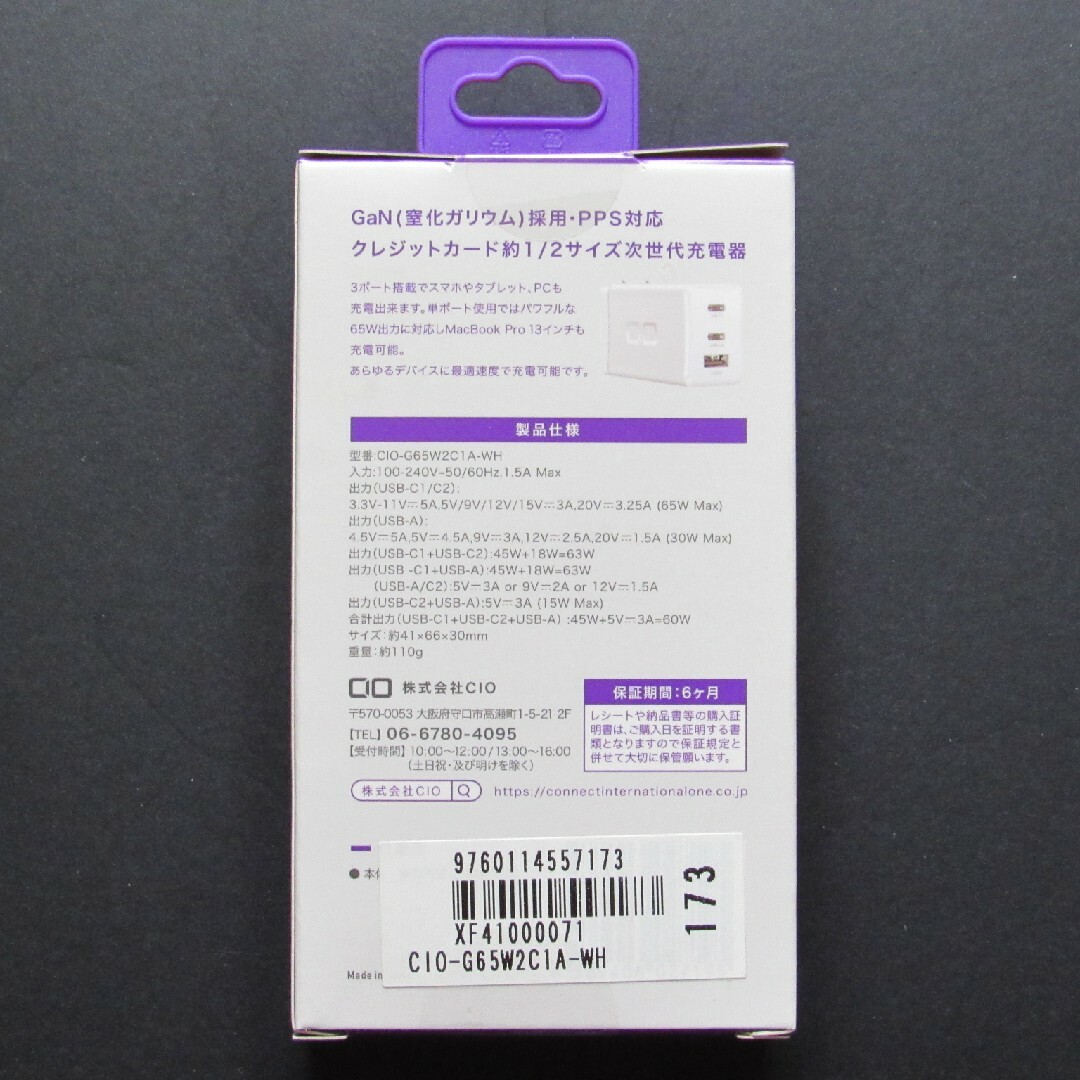 GaN(窒化ガリウム)採用・PPS対応
クレジットカード約1/2サイズ次世代充電器
3ポート搭載でスマホやタブレット、PCも
充電出来ます。単ポート使用ではパワフルな
65W出力に対応しMacBook Pro 13インチも
充電可能。
あらゆるデバイスに最適速度で充電可能です。
製品仕様
型番:CIO-G65W2C1A-WH
入力:100-240V~50/60Hz,1.5A Max
出力(USB-C1/C2):
3.3V-11V⎓5A,5V/9V/12V/15V⎓3A,20V⎓3.25A (65W Max)
出力(USB-A):
4.5V⎓5A,5V⎓4.5A,9V⎓3A,12V⎓2.5A,20V⎓1.5A (30W Max)
出力(USB-C1+USB-C2):45W+18W=63W
出力(USB -C1+USB-A):45W+18W=63W
(USB-A/C2):5V⎓3A or 9V⎓2A or 12V⎓1.5A
出力(USB-C2+USB-A):5V⎓3A (15W Max)
合計出力(USB-C1+USB-C2+USB-A) :45W+5V⎓3A=60W
サイズ:約41×66×30mm
重量:約110g
CIO 株式会社CIO
〒570-0053 大阪府守口市高瀬町1-5-21 2F
【TEL】06-6780-4095
【受付時間】10:00〜12:00/13:00〜16:00
(土日祝・及び明けを除く)
株式会社CIO
https://connectinternationalone.co.jp
保証期間:6ヶ月
レシートや納品書等の購入証
明書は、ご購入日を証明する書
類となりますので保証規定と
併せて大切に保管願います。
●本体
Made in
9760114557173
XF41000071
CIO-G65W2C1A-WH
173